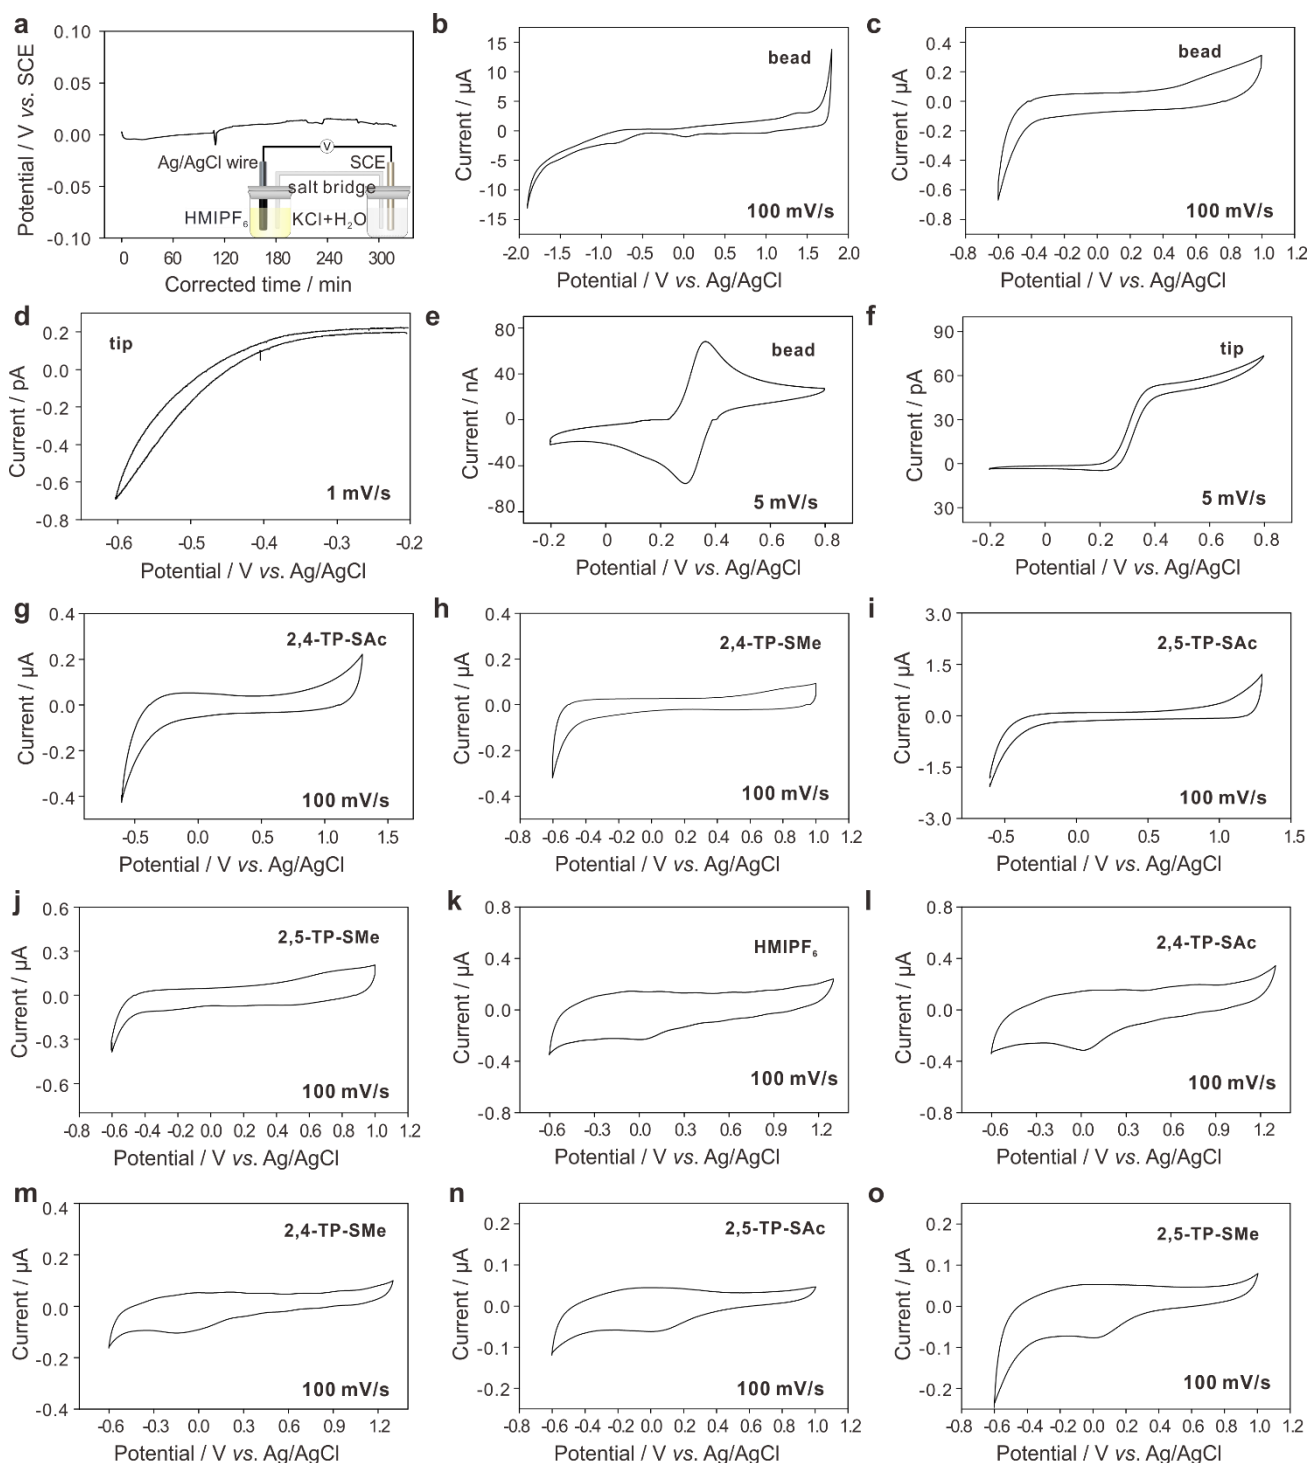 a
Potential / V vs. SCE
0.10
0.05
0.00
-0.05
-0.10
Ag/AgCl wire
V
SCE
salt bridge
HMIPF₆
KCl+H₂O
0 60 120 180 240 300
Corrected time / min
b
Current / µA
15
10
5
0
-5
-10
-15
bead
100 mV/s
-2.0 -1.5 -1.0 -0.5 0.0 0.5 1.0 1.5 2.0
Potential / V vs. Ag/AgCl
c
Current / µA
0.4
0.2
0.0
-0.2
-0.4
-0.6
-0.8
bead
100 mV/s
-0.8 -0.6 -0.4 -0.2 0.0 0.2 0.4 0.6 0.8 1.0 1.2
Potential / V vs. Ag/AgCl
d
Current / pA
0.2
0.0
-0.2
-0.4
-0.6
-0.8
tip
1 mV/s
-0.6 -0.5 -0.4 -0.3 -0.2
Potential / V vs. Ag/AgCl
e
Current / nA
80
40
0
-40
-80
bead
5 mV/s
-0.2 0 0.2 0.4 0.6 0.8
Potential / V vs. Ag/AgCl
f
Current / pA
90
60
30
0
30
tip
5 mV/s
-0.2 0 0.2 0.4 0.6 0.8
Potential / V vs. Ag/AgCl
g
Current / µA
0.4
0.2
0.0
-0.2
-0.4
2,4-TP-SAc
100 mV/s
-0.5 0.0 0.5 1.0 1.5
Potential / V vs. Ag/AgCl
h
Current / µA
0.4
0.2
0.0
-0.2
-0.4
2,4-TP-SMe
100 mV/s
-0.8 -0.6 -0.4 -0.2 0.0 0.2 0.4 0.6 0.8 1.0 1.2
Potential / V vs. Ag/AgCl
i
Current / µA
3.0
1.5
0.0
-1.5
-3.0
2,5-TP-SAc
100 mV/s
-0.5 0.0 0.5 1.0 1.5
Potential / V vs. Ag/AgCl
j
Current / µA
0.6
0.3
0.0
-0.3
-0.6
2,5-TP-SMe
100 mV/s
-0.8 -0.6 -0.4 -0.2 0.0 0.2 0.4 0.6 0.8 1.0 1.2
Potential / V vs. Ag/AgCl
k
Current / µA
0.8
0.4
0.0
-0.4
-0.8
HMIPF₆
100 mV/s
-0.6 -0.3 0.0 0.3 0.6 0.9 1.2
Potential / V vs. Ag/AgCl
l
Current / µA
0.8
0.4
0.0
-0.4
-0.8
2,4-TP-SAc
100 mV/s
-0.6 -0.3 0.0 0.3 0.6 0.9 1.2
Potential / V vs. Ag/AgCl
m
Current / µA
0.4
0.2
0.0
-0.2
-0.4
2,4-TP-SMe
100 mV/s
-0.6 -0.3 0.0 0.3 0.6 0.9 1.2
Potential / V vs. Ag/AgCl
n
Current / µA
0.2
0.1
0.0
-0.1
-0.2
2,5-TP-SAc
100 mV/s
-0.8 -0.6 -0.4 -0.2 0.0 0.2 0.4 0.6 0.8 1.0 1.2
Potential / V vs. Ag/AgCl
o
Current / µA
0.2
0.1
0.0
-0.1
-0.2
2,5-TP-SMe
100 mV/s
-0.8 -0.6 -0.4 -0.2 0.0 0.2 0.4 0.6 0.8 1.0 1.2
Potential / V vs. Ag/AgCl